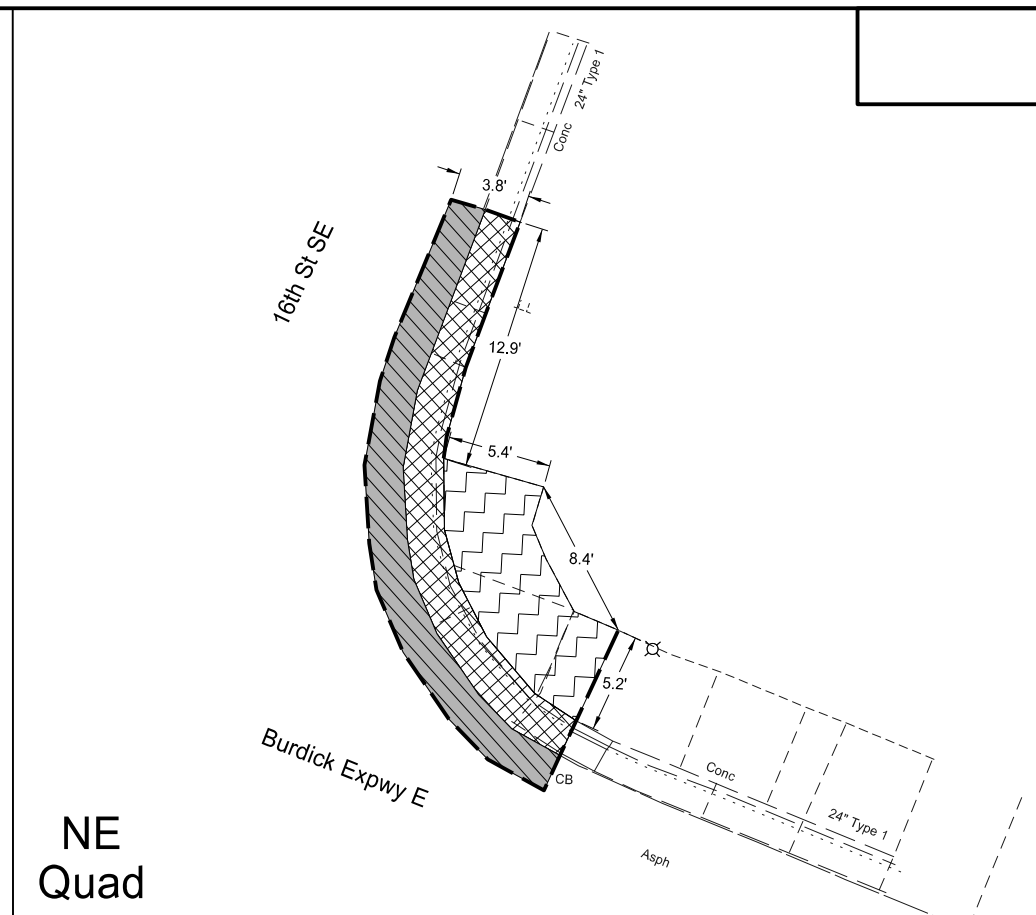 24" Type 1
Conc
3.8'
16th St SE
12.9'
5.4'
8.4'
5.2'
Burdick Expwy E
CB
Conc
24" Type 1
Asph
NE
Quad